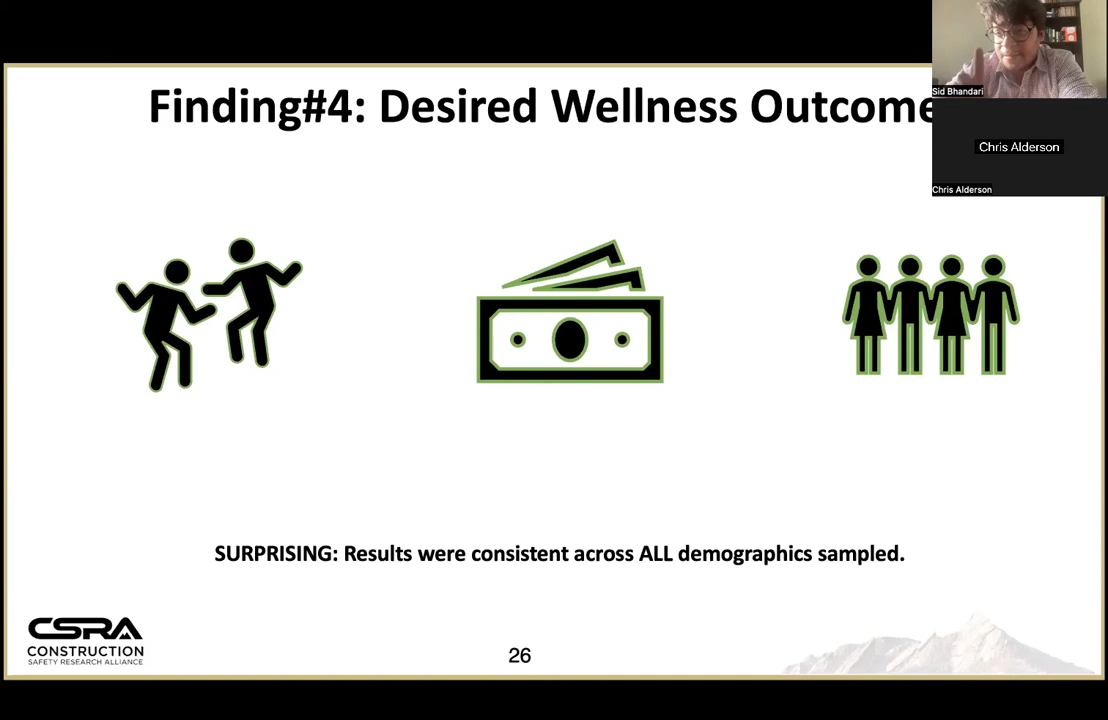 Finding#4: Desired Wellness Outcome
Sid Bhandari
Chris Alderson
Chris Alderson
SURPRISING: Results were consistent across ALL demographics sampled.
CSRA
CONSTRUCTION
SAFETY RESEARCH ALLIANCE
26